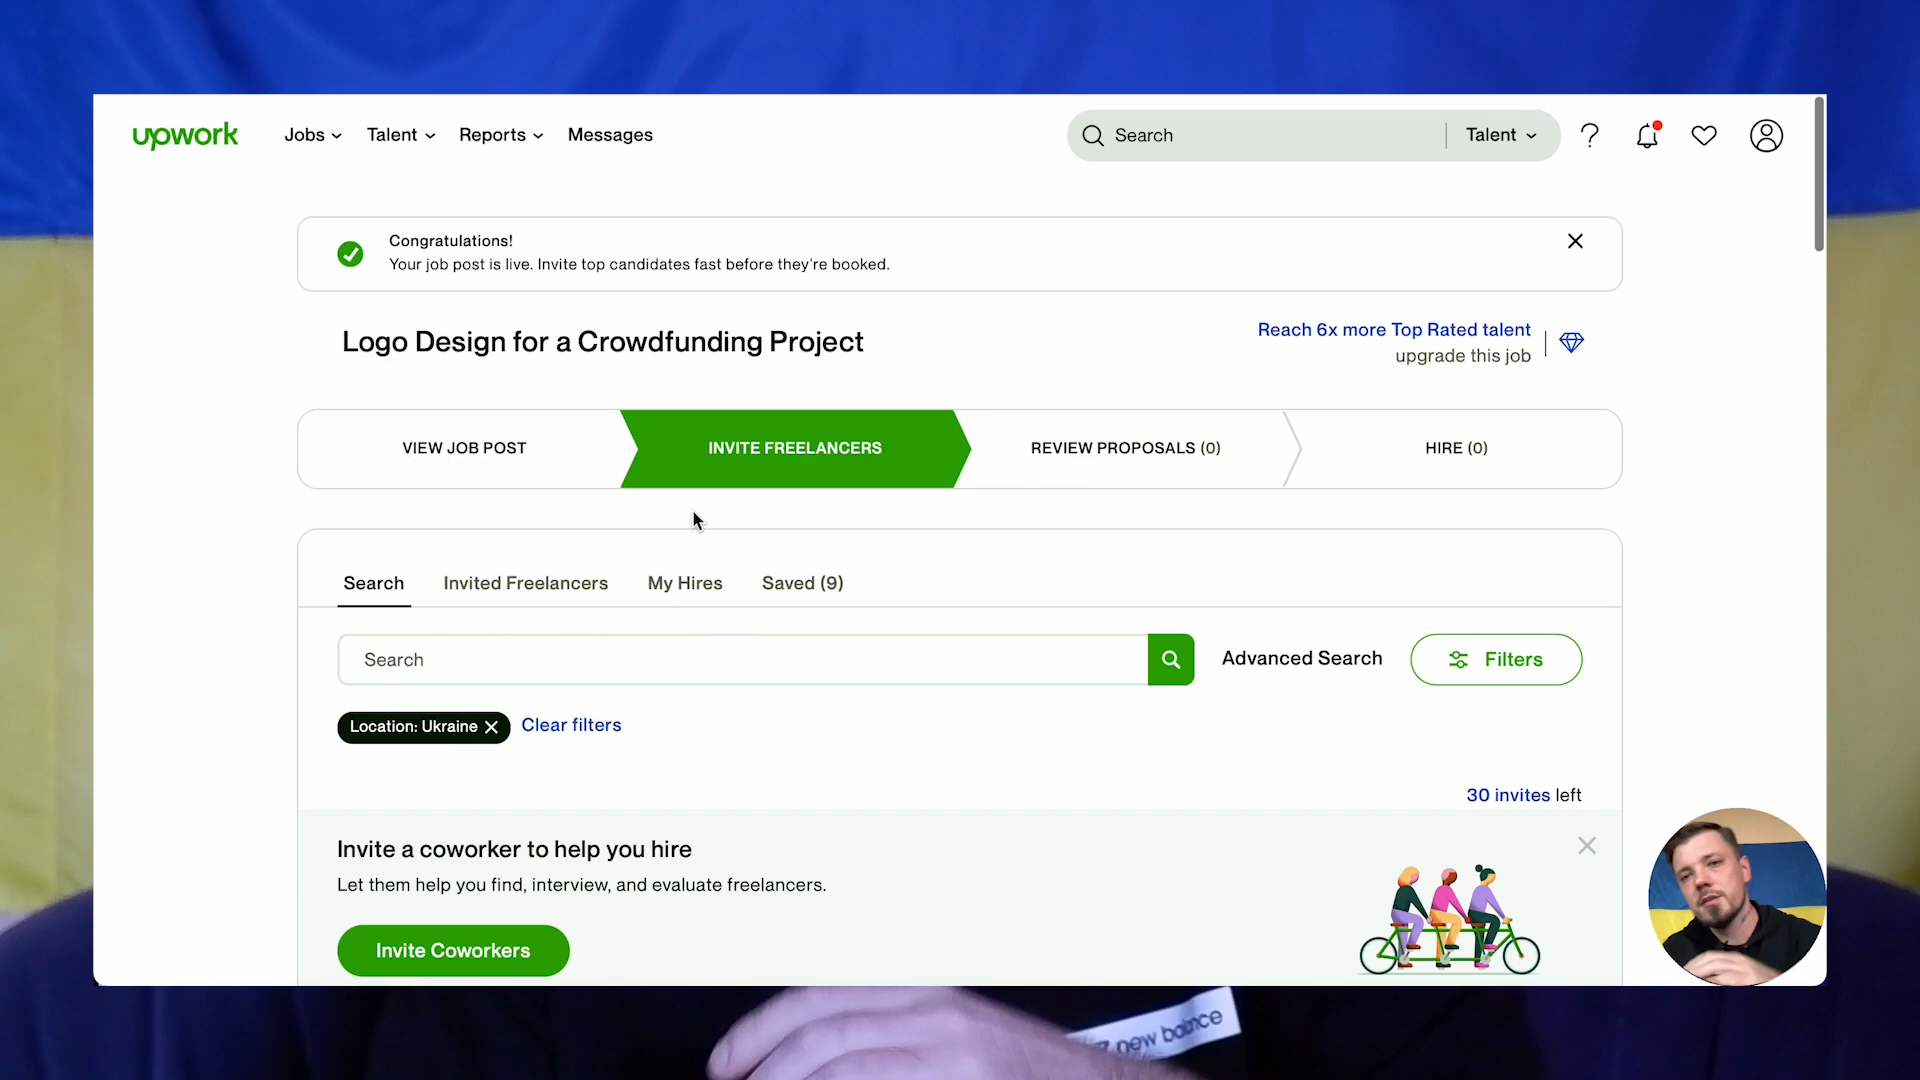 upwork Jobs Talent Reports Messages Search Talent
Congratulations!
Your job post is live. Invite top candidates fast before they're booked.
Logo Design for a Crowdfunding Project
Reach 6x more Top Rated talent
upgrade this job
VIEW JOB POST INVITE FREELANCERS REVIEW PROPOSALS (0) HIRE (0)
Search Invited Freelancers My Hires Saved (9)
Search Advanced Search Filters
Location: Ukraine Clear filters
30 invites left
Invite a coworker to help you hire
Let them help you find, interview, and evaluate freelancers.
Invite Coworkers
new balance